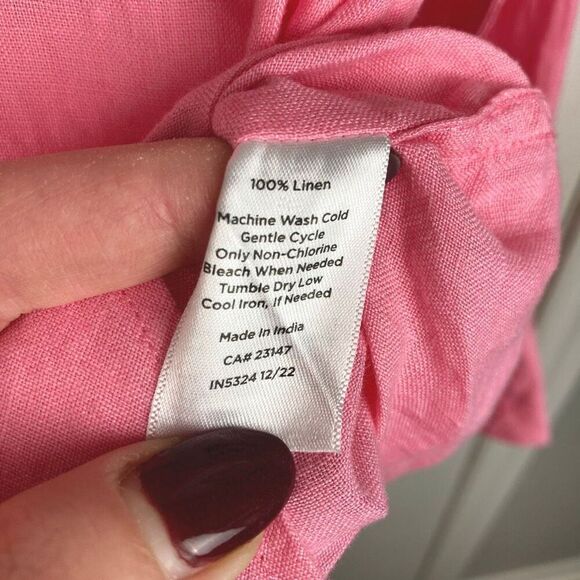 100% Linen
Machine Wash Cold
Gentle Cycle
Only Non-Chlorine
Bleach When Needed
Tumble Dry Low
Cool Iron, If Needed
Made In India
CA# 23147
IN5324 12/22